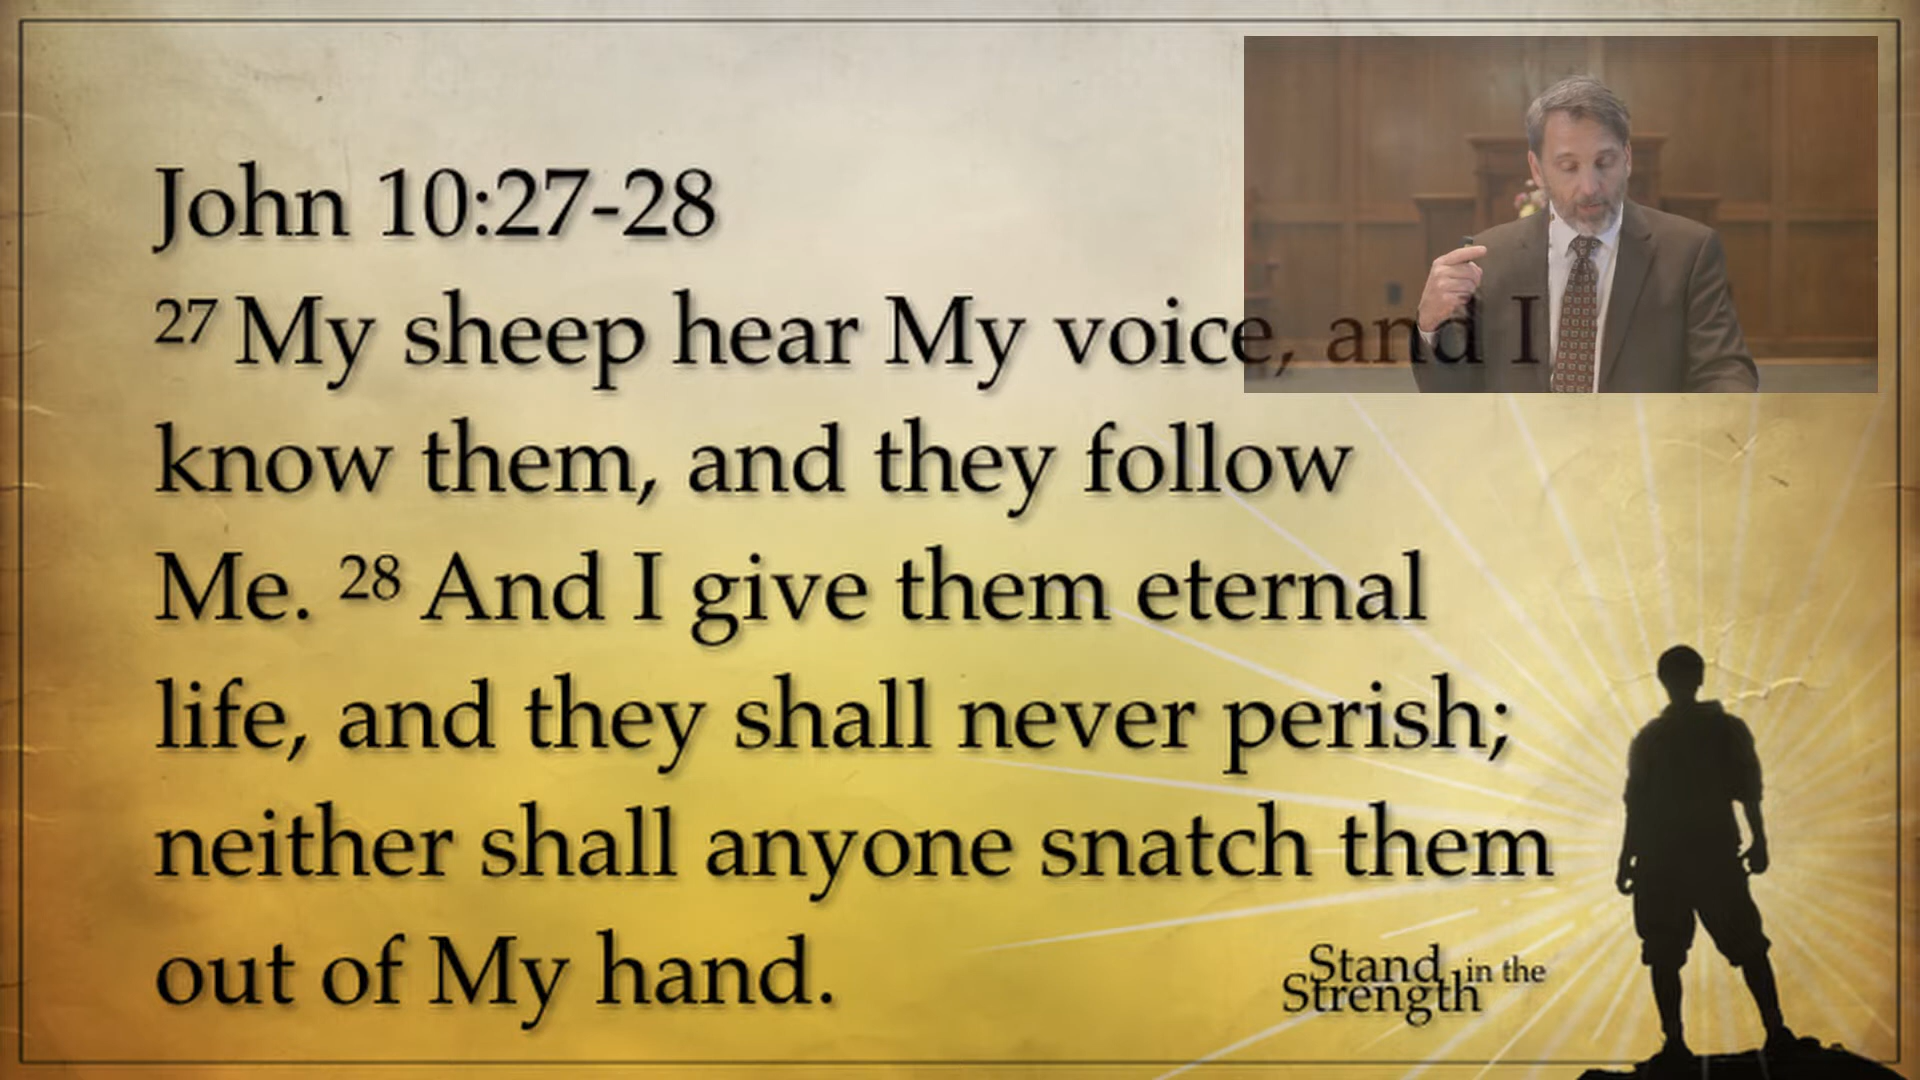 John 10:27-28
27 My sheep hear My voice, and I
know them, and they follow
Me. 28 And I give them eternal
life, and they shall never perish;
neither shall anyone snatch them
out of My hand.
Stand in the
Strength